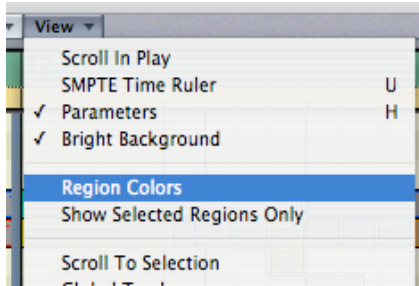 View
Scroll In Play
SMPTE Time Ruler U
✓ Parameters H
✓ Bright Background
Region Colors
Show Selected Regions Only
Scroll To Selection